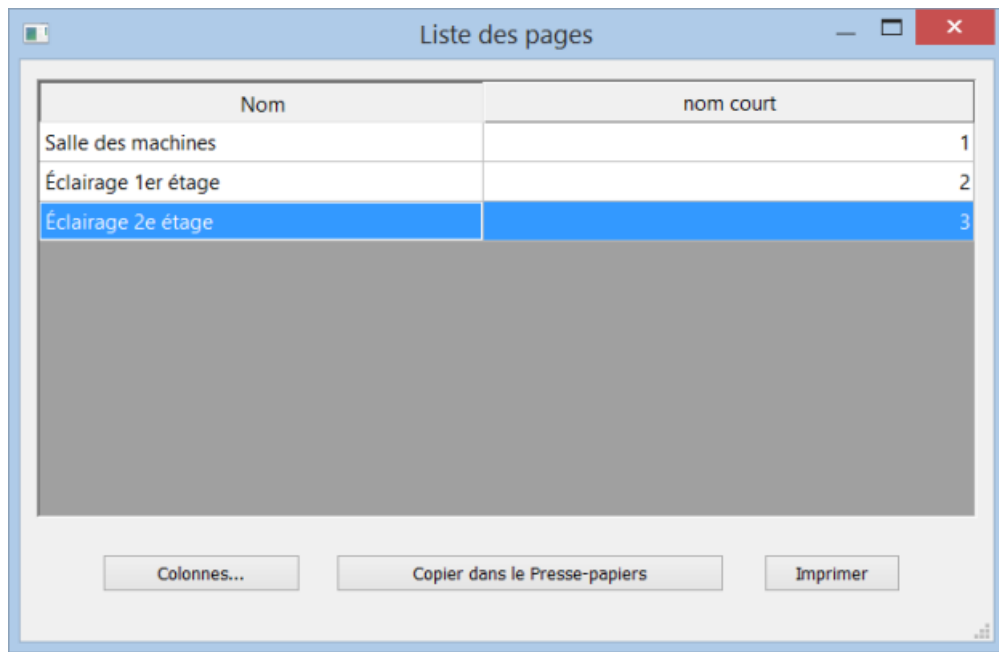 Liste des pages
Nom nom court
Salle des machines 1
Éclairage 1er étage 2
Éclairage 2e étage 3
Colonnes... Copier dans le Presse-papiers Imprimer